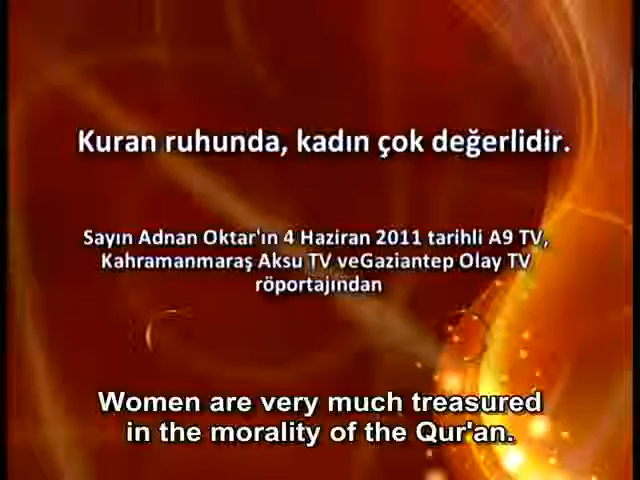 Kuran ruhunda, kadın çok değerlidir.
Sayın Adnan Oktar'ın 4 Haziran 2011 tarihli A9 TV,
Kahramanmaraş Aksu TV veGaziantep Olay TV
röportajından
Women are very much treasured
in the morality of the Qur'an.